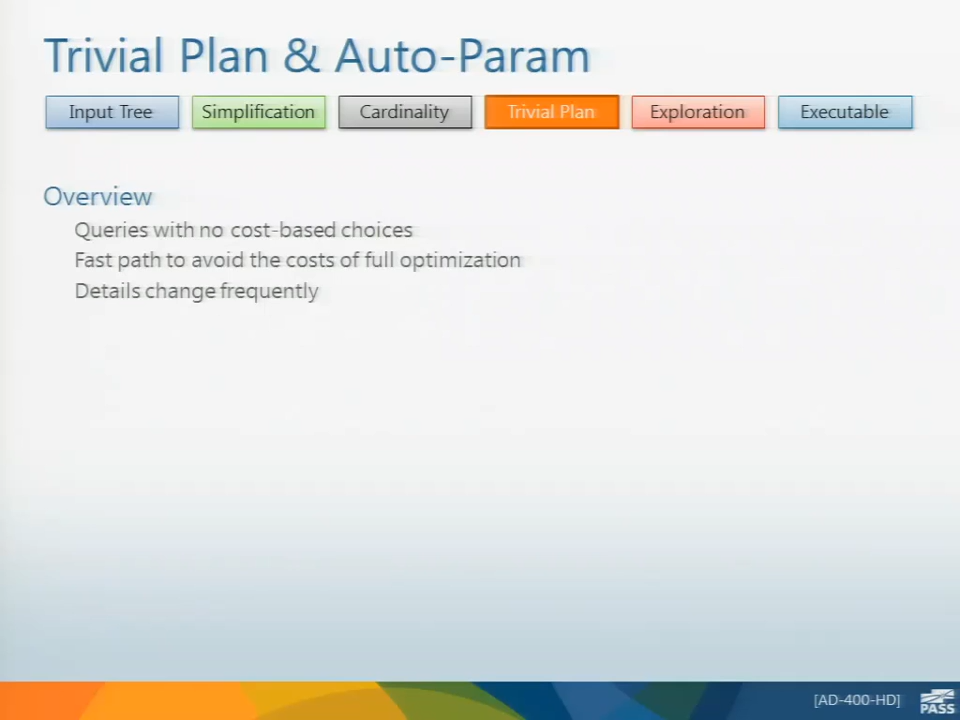 Trivial Plan & Auto-Param
Input Tree
Simplification
Cardinality
Trivial Plan
Exploration
Executable
Overview
Queries with no cost-based choices
Fast path to avoid the costs of full optimization
Details change frequently
[AD-400-HD]
PASS